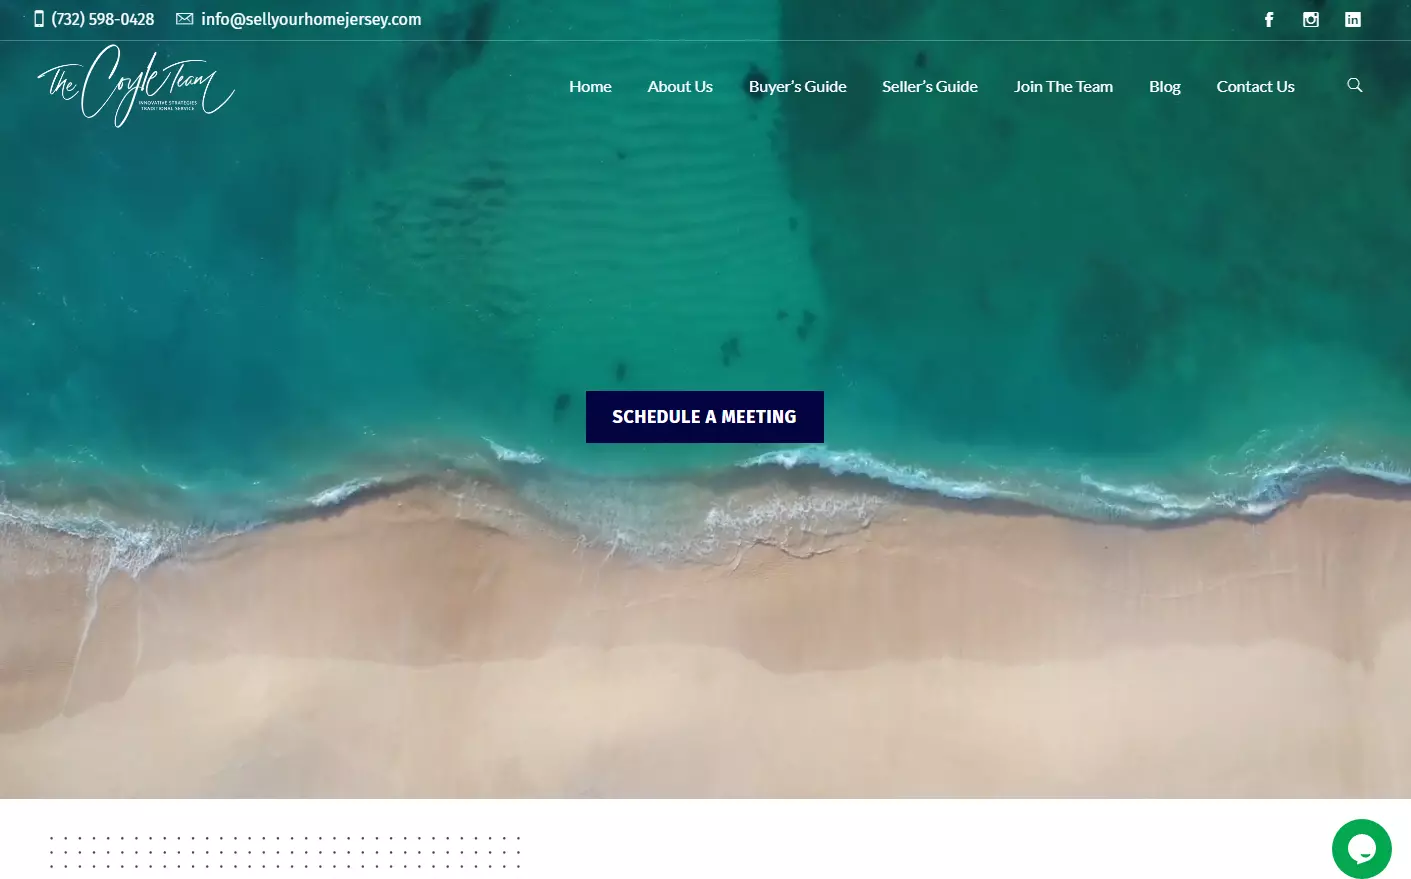 (732) 598-0428 info@sellyourhomejersey.com
The Coyle Team
INNOVATIVE STRATEGIES
TRADITIONAL SERVICE
Home About Us Buyer’s Guide Seller’s Guide Join The Team Blog Contact Us
SCHEDULE A MEETING